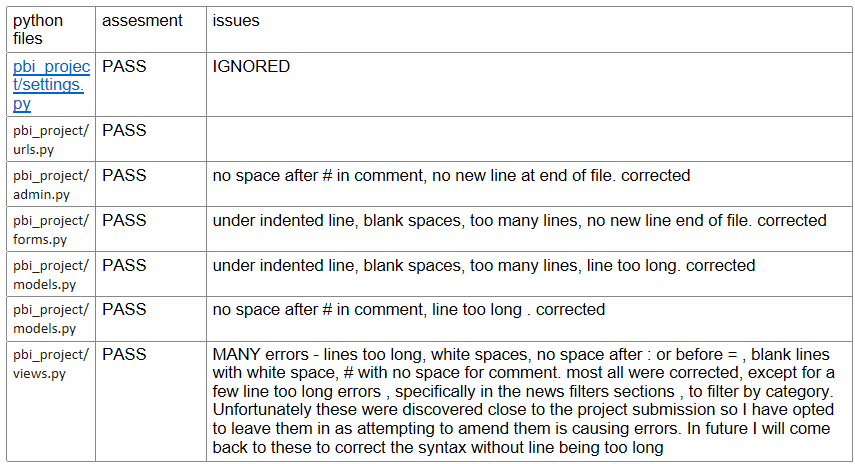 python files assesment issues
pbi_project/settings.py PASS IGNORED
pbi_project/urls.py PASS
pbi_project/admin.py PASS no space after # in comment, no new line at end of file. corrected
pbi_project/forms.py PASS under indented line, blank spaces, too many lines, no new line end of file. corrected
pbi_project/models.py PASS under indented line, blank spaces, too many lines, line too long. corrected
pbi_project/models.py PASS no space after # in comment, line too long . corrected
pbi_project/views.py PASS MANY errors - lines too long, white spaces, no space after : or before = , blank lines
with white space, # with no space for comment. most all were corrected, except for a
few line too long errors , specifically in the news filters sections , to filter by category.
Unfortunately these were discovered close to the project submission so I have opted
to leave them in as attempting to amend them is causing errors. In future I will come
back to these to correct the syntax without line being too long